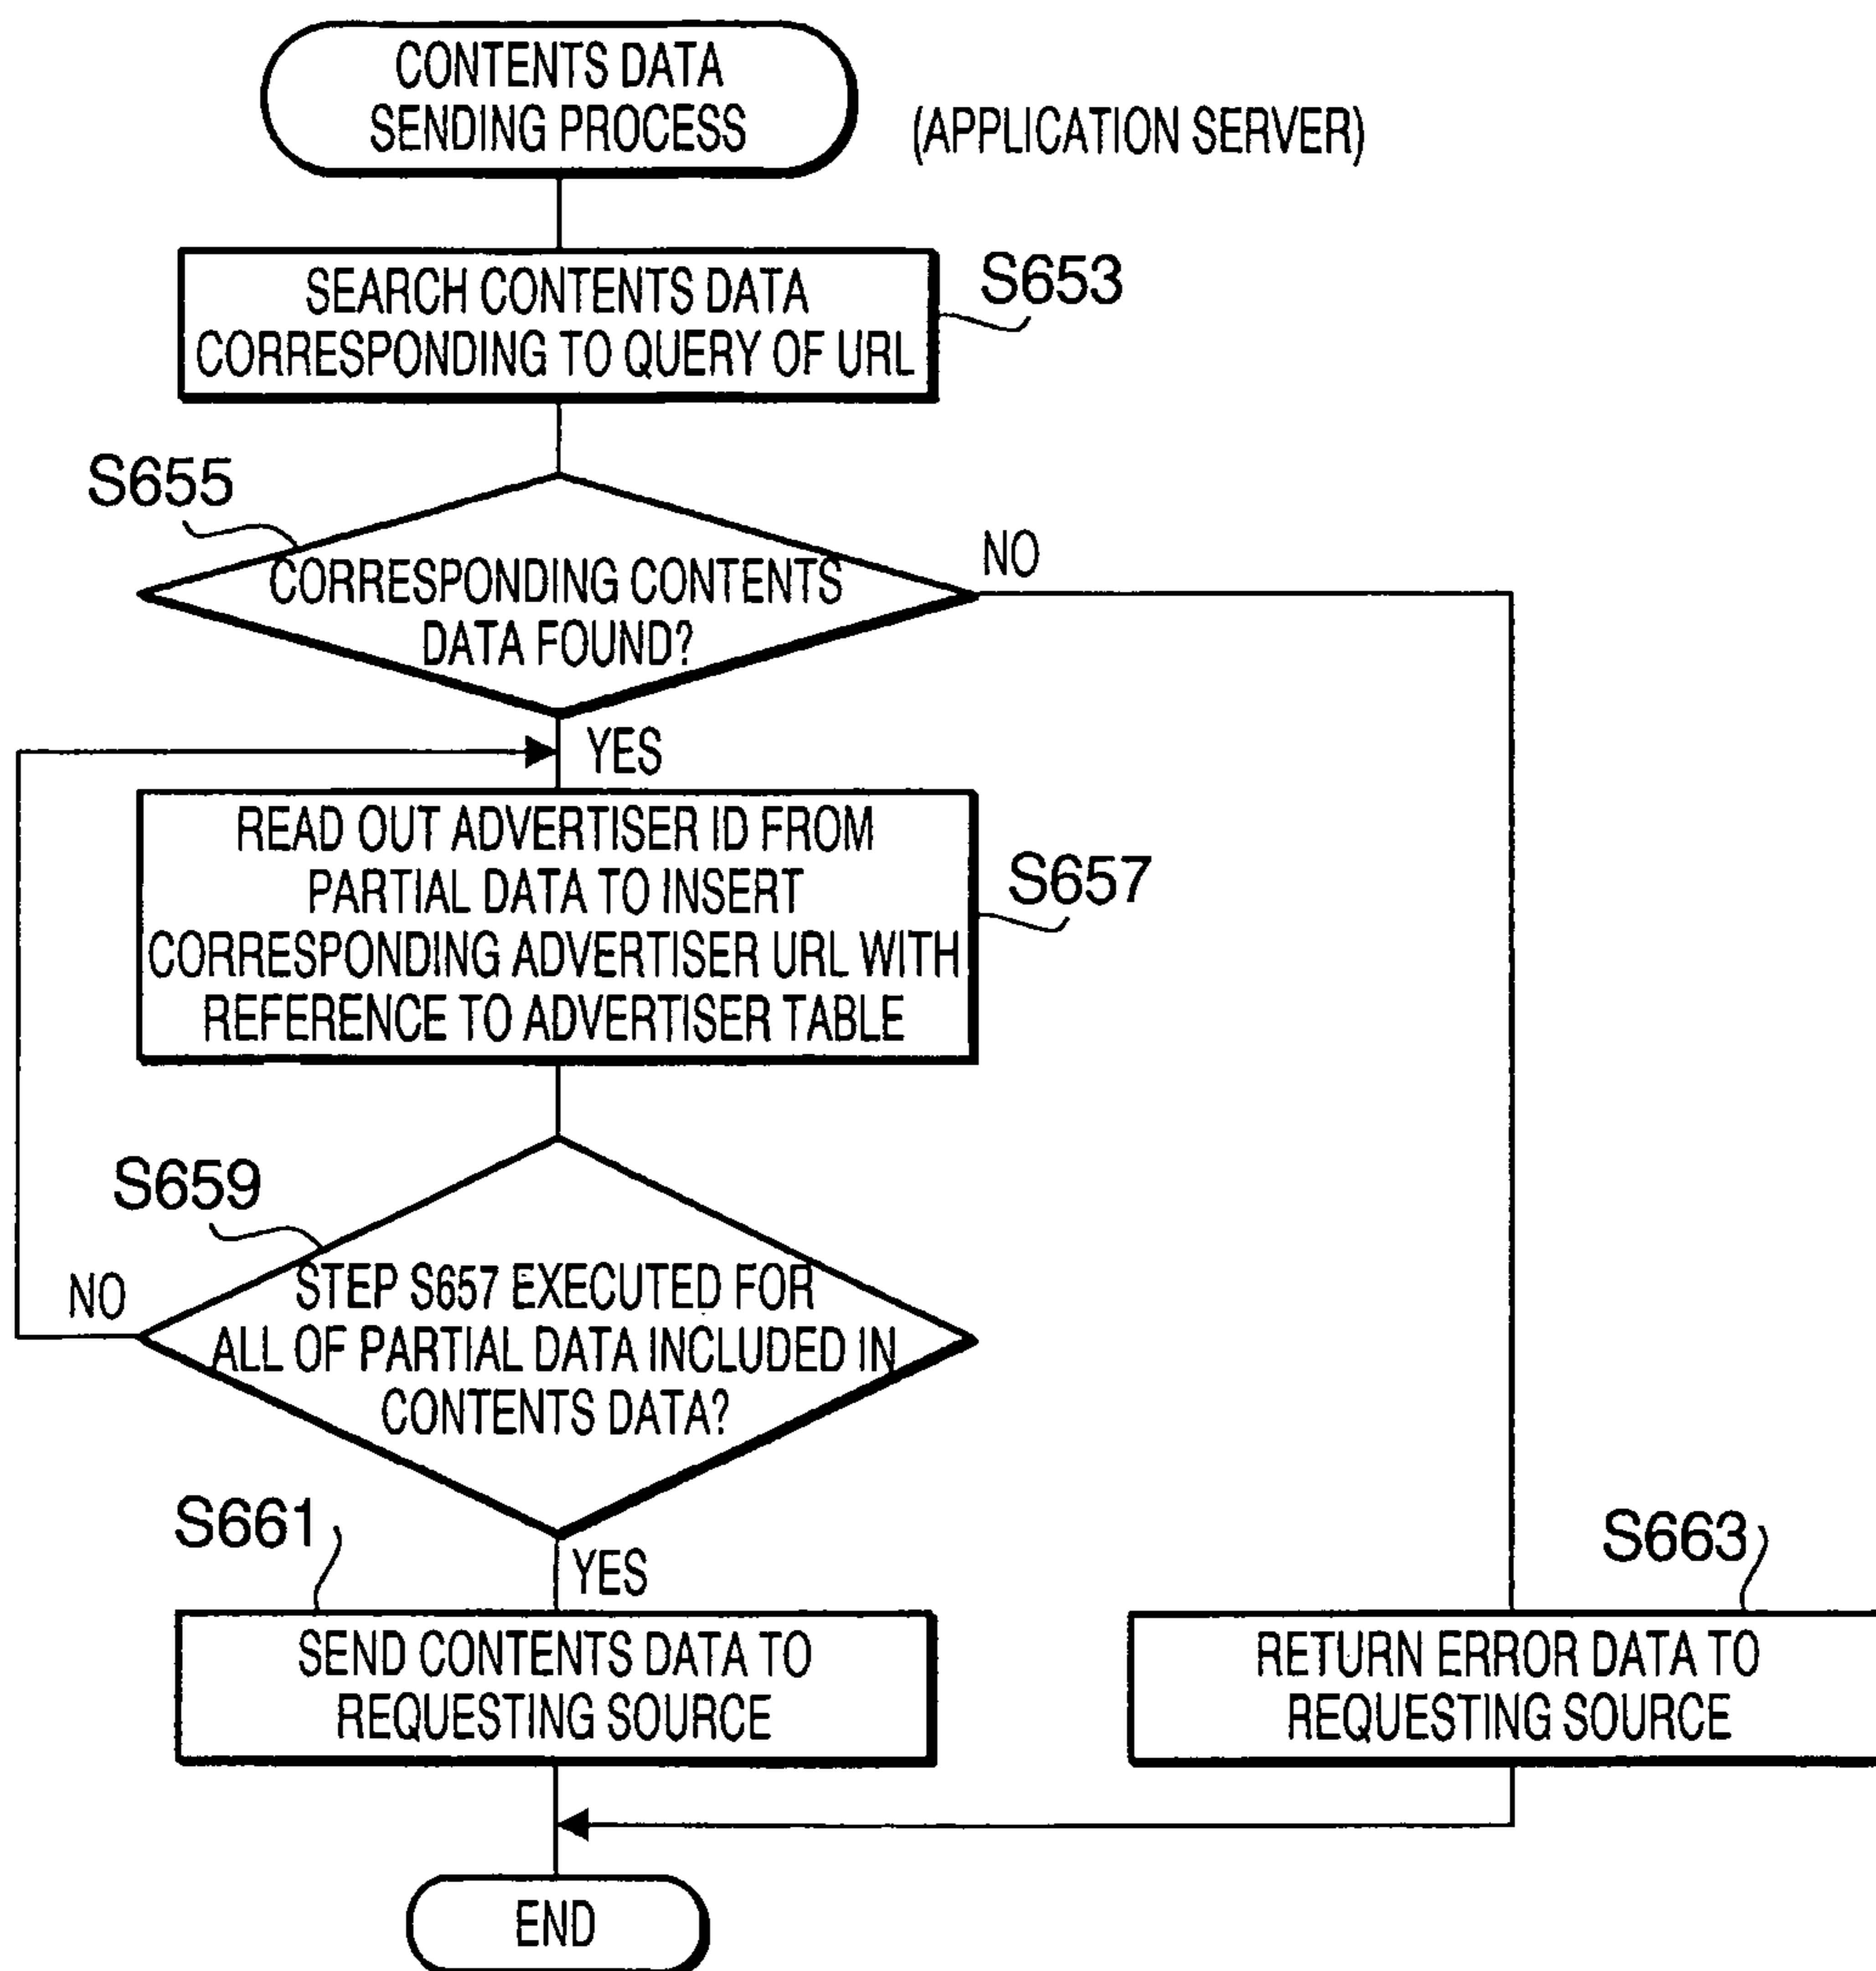 CONTENTS DATA
SENDING PROCESS
(APPLICATION SERVER)
SEARCH CONTENTS DATA
CORRESPONDING TO QUERY OF URL
S653
S655
CORRESPONDING CONTENTS
DATA FOUND?
NO
YES
READ OUT ADVERTISER ID FROM
PARTIAL DATA TO INSERT
CORRESPONDING ADVERTISER URL WITH
REFERENCE TO ADVERTISER TABLE
S657
S659
NO
STEP S657 EXECUTED FOR
ALL OF PARTIAL DATA INCLUDED IN
CONTENTS DATA?
YES
S661
SEND CONTENTS DATA TO
REQUESTING SOURCE
S663
RETURN ERROR DATA TO
REQUESTING SOURCE
END